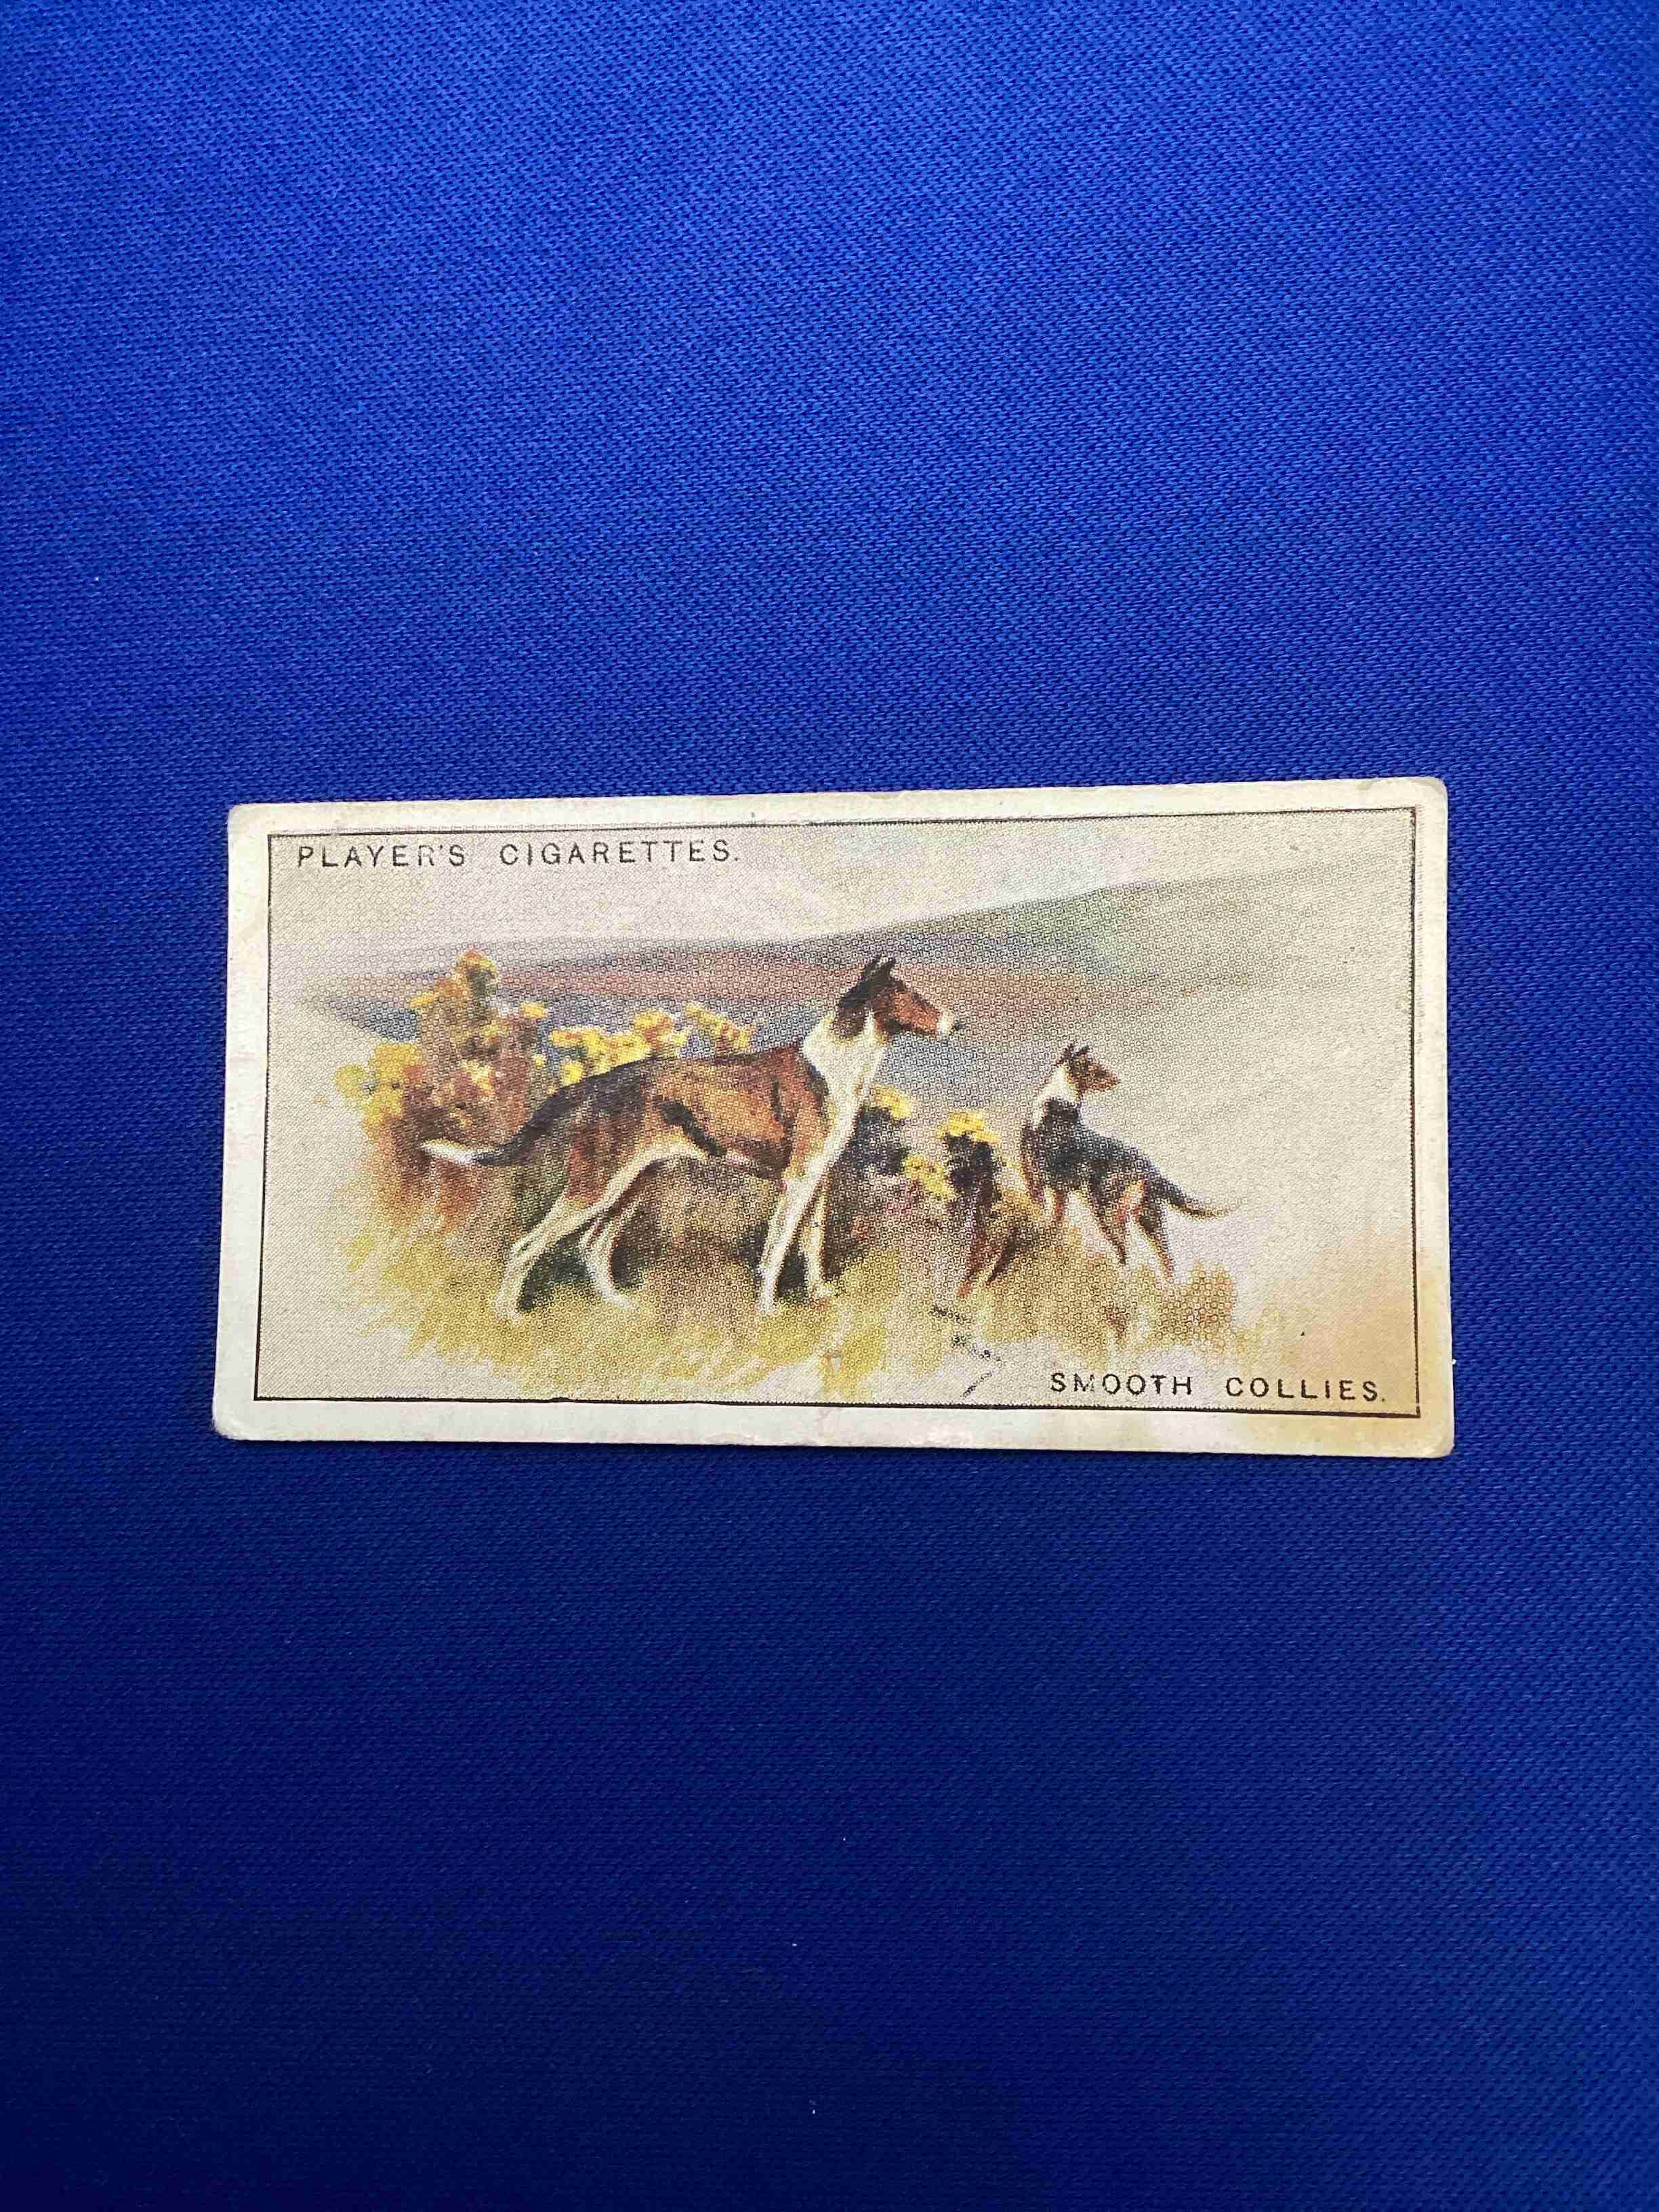 PLAYER'S CIGARETTES.
SMOOTH COLLIES.